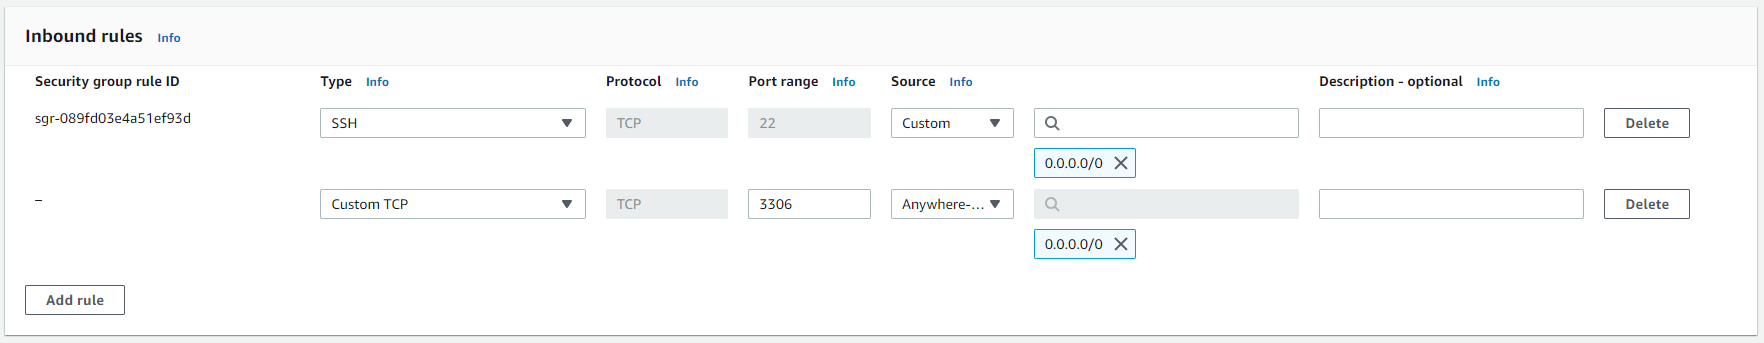 Inbound rules Info
Security group rule ID Type Info Protocol Info Port range Info Source Info Description - optional Info
sgr-089fd03e4a51ef93d SSH TCP 22 Custom Delete
0.0.0.0/0
– Custom TCP TCP 3306 Anywhere-... Delete
0.0.0.0/0
Add rule